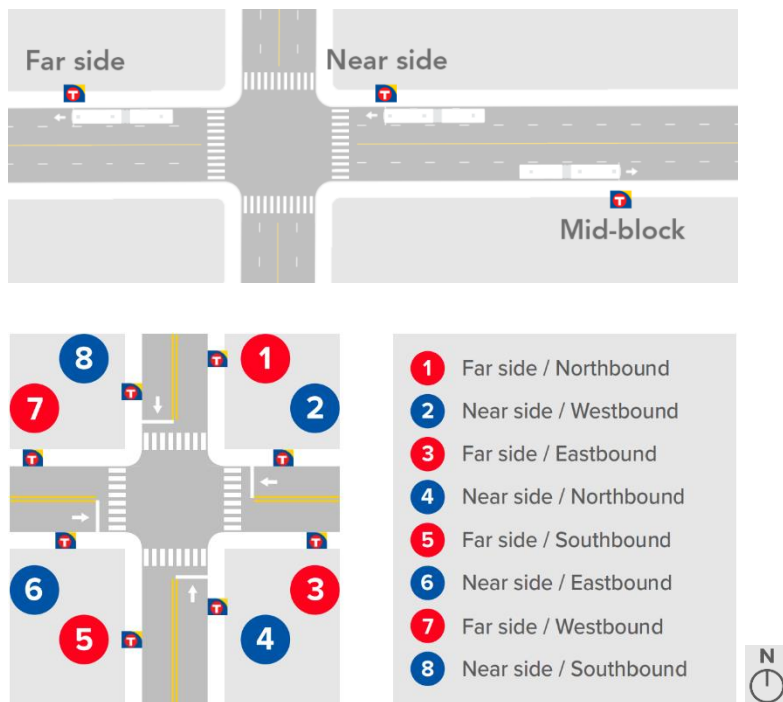 Far side
Near side
T
T
T
Mid-block
8
T
1
T
7
2
T
T
T
T
6
3
T
T
5
4
1 Far side / Northbound
2 Near side / Westbound
3 Far side / Eastbound
4 Near side / Northbound
5 Far side / Southbound
6 Near side / Eastbound
7 Far side / Westbound
8 Near side / Southbound
N